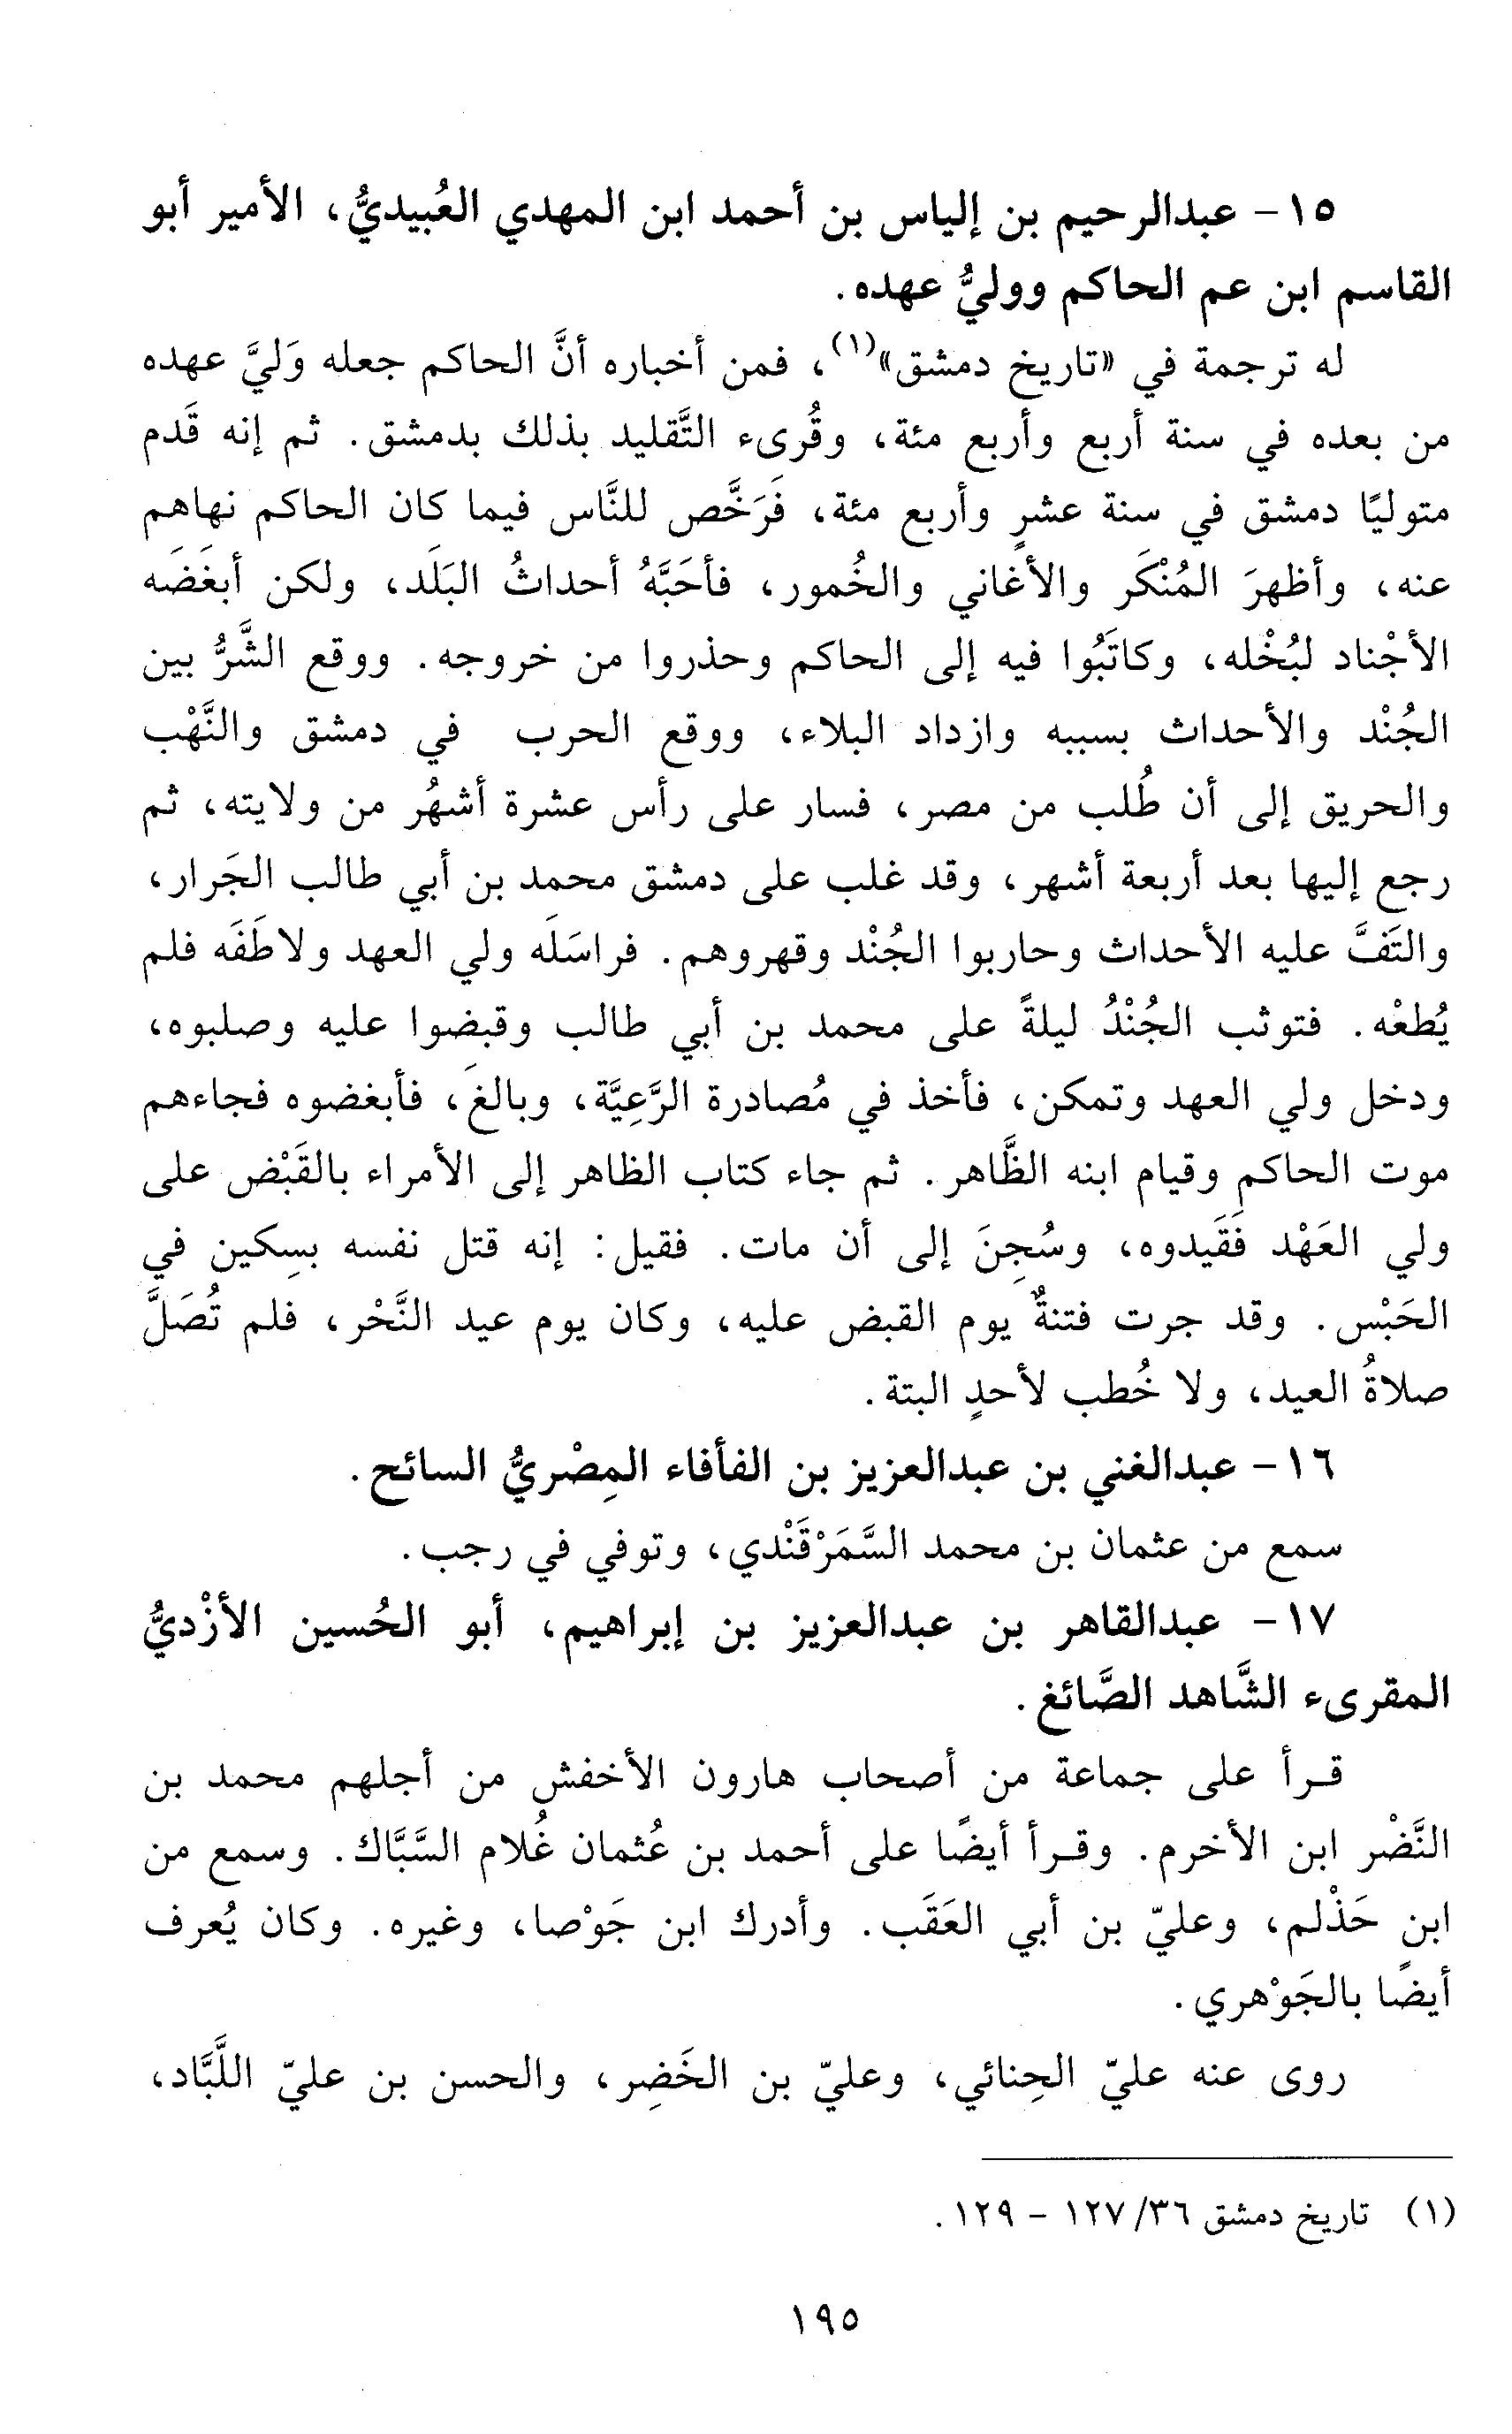 ١٥ - عبدالرحيم بن إلياس بن أحمد ابن المهدي العُبيديُّ، الأمير أبو
القاسم ابن عم الحاكم ووليُّ عهده.
له ترجمة في «تاريخ دمشق»(١)، فمن أخباره أنَّ الحاكم جعله وَليَّ عهده
من بعده في سنة أربع وأربع مئة، وقُرىء التَّقليد بذلك بدمشق. ثم إنه قَدم
متوليًا دمشق في سنة عشرٍ وأربع مئة، فَرَخَّص للنَّاس فيما كان الحاكم نهاهم
عنه، وأظهرَ المُنْكَر والأغاني والخُمور، فأحَبَّهُ أحداثُ البَلَد، ولكن أبغَضَه
الأجْناد لبُخْله، وكاتَبُوا فيه إلى الحاكم وحذروا من خروجه. ووقع الشَّرُّ بين
الجُنْد والأحداث بسببه وازداد البلاء، ووقع الحرب في دمشق والنَّهْب
والحريق إلى أن طُلب من مصر، فسار على رأس عشرة أشهُر من ولايته، ثم
رجع إليها بعد أربعة أشهر، وقد غلب على دمشق محمد بن أبي طالب الجَرار،
والتَفَّ عليه الأحداث وحاربوا الجُنْد وقهروهم. فراسَلَه ولي العهد ولاطَفَه فلم
يُطعْه. فتوثب الجُنْدُ ليلةً على محمد بن أبي طالب وقبضوا عليه وصلبوه،
ودخل ولي العهد وتمكن، فأخذ في مُصادرة الرَّعِيَّة، وبالغَ، فأبغضوه فجاءهم
موت الحاكم وقيام ابنه الظَّاهر. ثم جاء كتاب الظاهر إلى الأمراء بالقَبْض على
ولي العَهْد فَقَيدوه، وسُجِنَ إلى أن مات. فقيل: إنه قتل نفسه بسِكين في
الحَبْس. وقد جرت فتنةٌ يوم القبض عليه، وكان يوم عيد النَّحْر، فلم تُصَلَّ
صلاةُ العيد، ولا خُطب لأحدٍ البتة.
١٦ - عبدالغني بن عبدالعزيز بن الفأفاء المِصْريُّ السائح.
سمع من عثمان بن محمد السَّمَرْقَنْدي، وتوفي في رجب.
١٧ - عبدالقاهر بن عبدالعزيز بن إبراهيم، أبو الحُسين الأزْديُّ
المقرىء الشَّاهد الصَّائغ.
قـرأ على جماعة من أصحاب هارون الأخفش من أجلهم محمد بن
النَّضْر ابن الأخرم. وقـرأ أيضًا على أحمد بن عُثمان غُلام السَّبَّاك. وسمع من
ابن حَذْلم، وعليّ بن أبي العَقَب. وأدرك ابن جَوْصا، وغيره. وكان يُعرف
أيضًا بالجَوْهري.
روى عنه عليّ الحِنائي، وعليّ بن الخَضِر، والحسن بن عليّ اللَّبَّاد،
(١) تاريخ دمشق ٣٦/ ١٢٧ - ١٢٩.
١٩٥